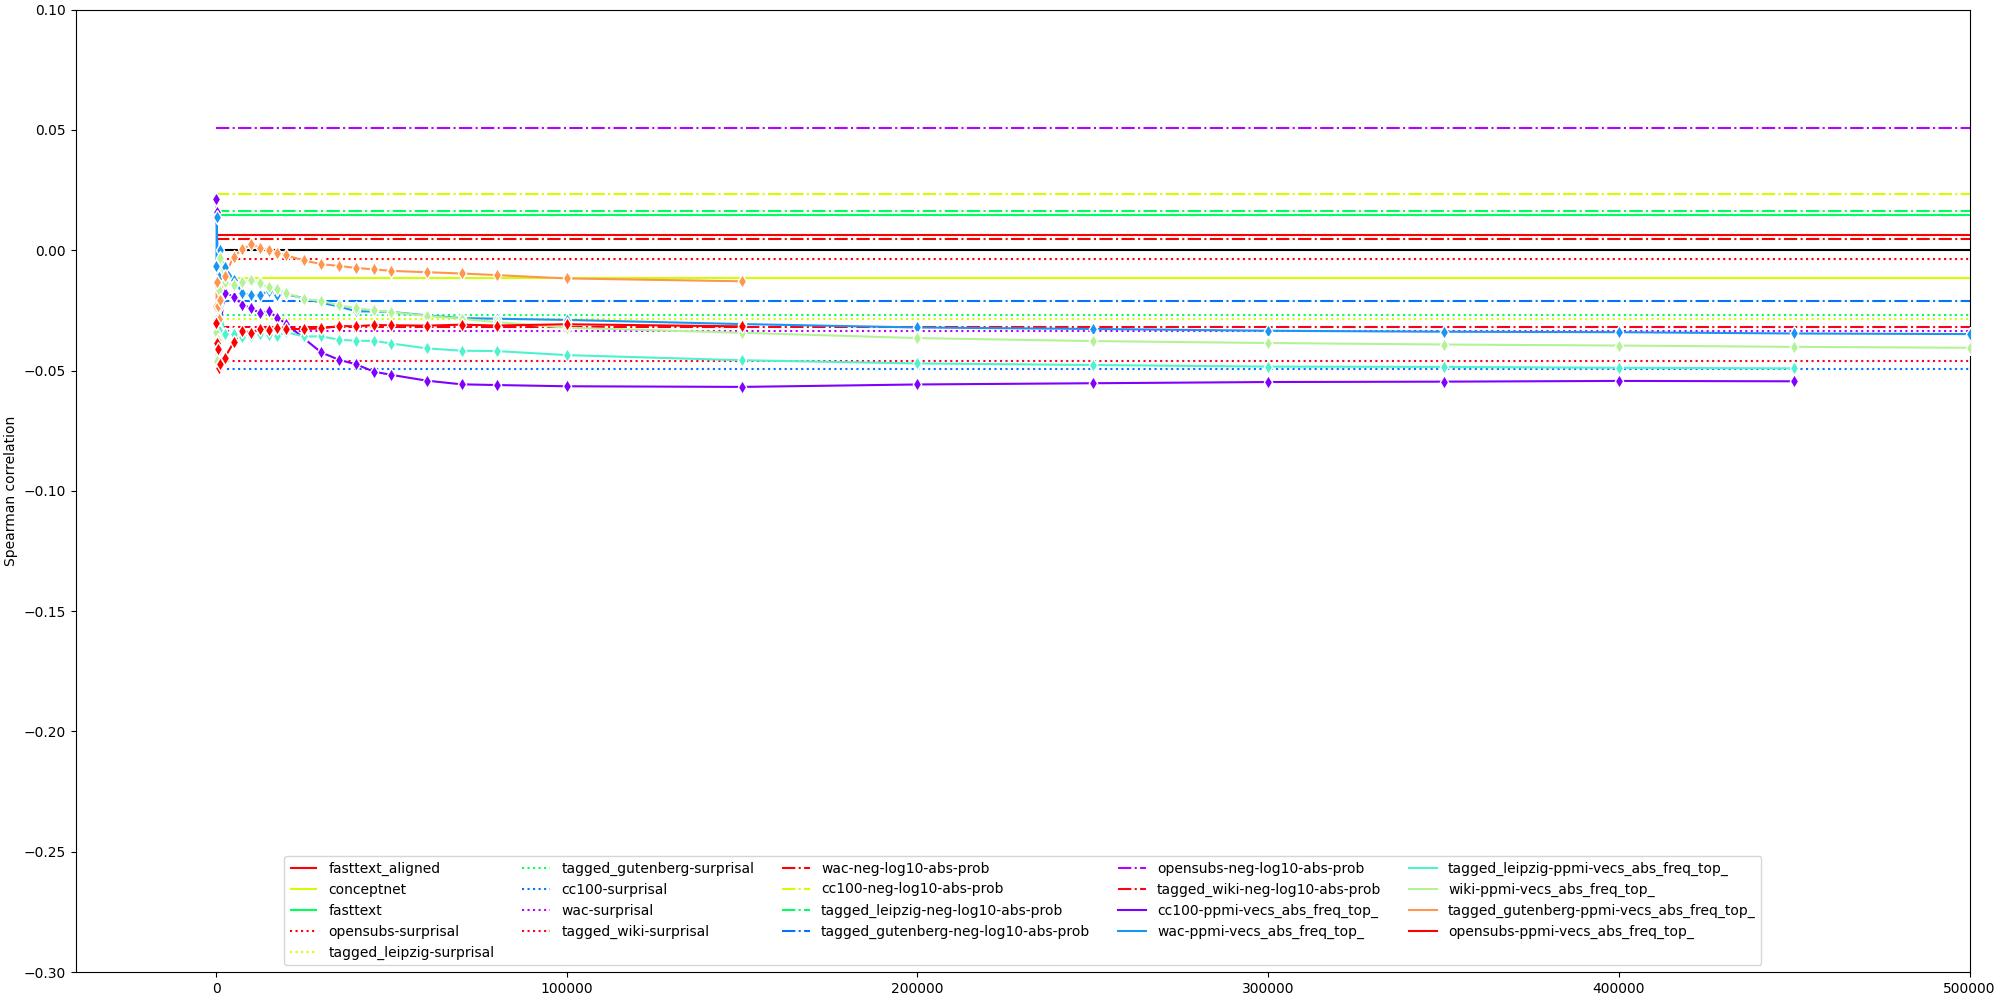 0.10
0.05
0.00
−0.05
−0.10
−0.15
−0.20
−0.25
−0.30
Spearman correlation
0
100000
200000
300000
400000
500000
fasttext_aligned
conceptnet
fasttext
opensubs-surprisal
tagged_leipzig-surprisal
tagged_gutenberg-surprisal
cc100-surprisal
wac-surprisal
tagged_wiki-surprisal
wac-neg-log10-abs-prob
cc100-neg-log10-abs-prob
tagged_leipzig-neg-log10-abs-prob
tagged_gutenberg-neg-log10-abs-prob
opensubs-neg-log10-abs-prob
tagged_wiki-neg-log10-abs-prob
cc100-ppmi-vecs_abs_freq_top_
wac-ppmi-vecs_abs_freq_top_
tagged_leipzig-ppmi-vecs_abs_freq_top_
wiki-ppmi-vecs_abs_freq_top_
tagged_gutenberg-ppmi-vecs_abs_freq_top_
opensubs-ppmi-vecs_abs_freq_top_